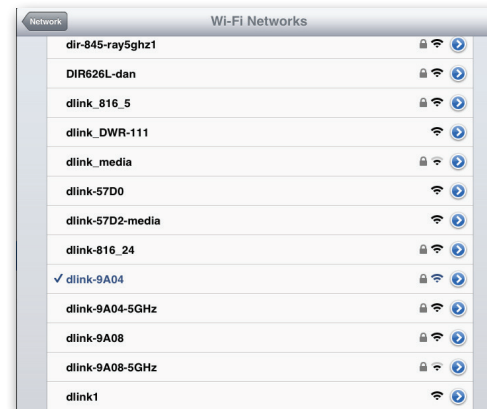 Network
Wi-Fi Networks
dir-845-ray5ghz1
DIR626L-dan
dlink_816_5
dlink_DWR-111
dlink_media
dlink-57D0
dlink-57D2-media
dlink-816_24
dlink-9A04
dlink-9A04-5GHz
dlink-9A08
dlink-9A08-5GHz
dlink1